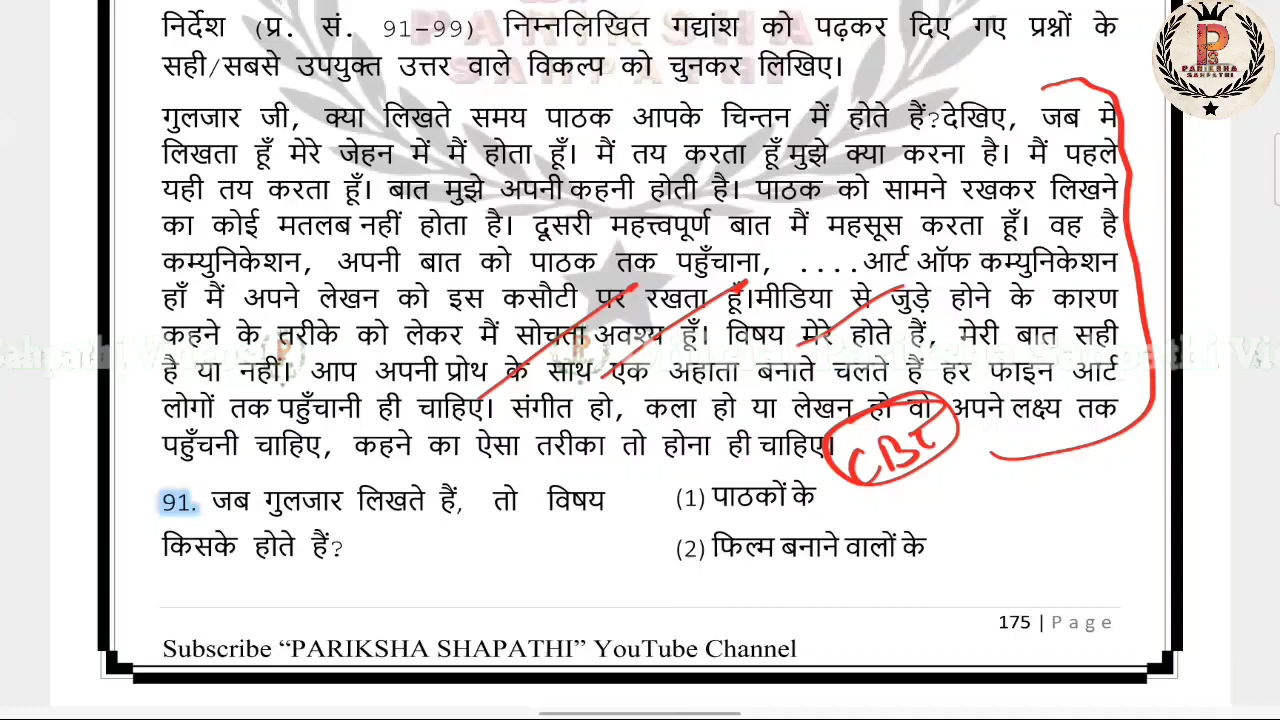 निर्देश (प्र. सं. 91-99) निम्नलिखित गद्यांश को पढ़कर दिए गए प्रश्नों के
सही/सबसे उपयुक्त उत्तर वाले विकल्प को चुनकर लिखिए।
गुलजार जी, क्या लिखते समय पाठक आपके चिन्तन में होते हैं?देखिए, जब मे
लिखता हूँ मेरे जेहन में मैं होता हूँ। मैं तय करता हूँ मुझे क्या करना है। मैं पहले
यही तय करता हूँ। बात मुझे अपनी कहनी होती है। पाठक को सामने रखकर लिखने
का कोई मतलब नहीं होता है। दूसरी महत्त्वपूर्ण बात मैं महसूस करता हूँ। वह है
कम्युनिकेशन, अपनी बात को पाठक तक पहुँचाना, ....आर्ट ऑफ कम्युनिकेशन
हाँ मैं अपने लेखन को इस कसौटी पर रखता हूँ।मीडिया से जुड़े होने के कारण
कहने के तरीके को लेकर मैं सोचता अवश्य हूँ। विषय मेरे होते हैं, मेरी बात सही
है या नहीं। आप अपनी प्रोथ के साथ एक अहाता बनाते चलते हैं हर फाइन आर्ट
लोगों तक पहुँचानी ही चाहिए। संगीत हो, कला हो या लेखन हो वो अपने लक्ष्य तक
पहुँचनी चाहिए, कहने का ऐसा तरीका तो होना ही चाहिए।
CBT
91. जब गुलजार लिखते हैं, तो विषय
किसके होते हैं?
(1) पाठकों के
(2) फिल्म बनाने वालों के
175 | Page
Subscribe “PARIKSHA SHAPATHI” YouTube Channel
PARIKSHA
SAHPATHI